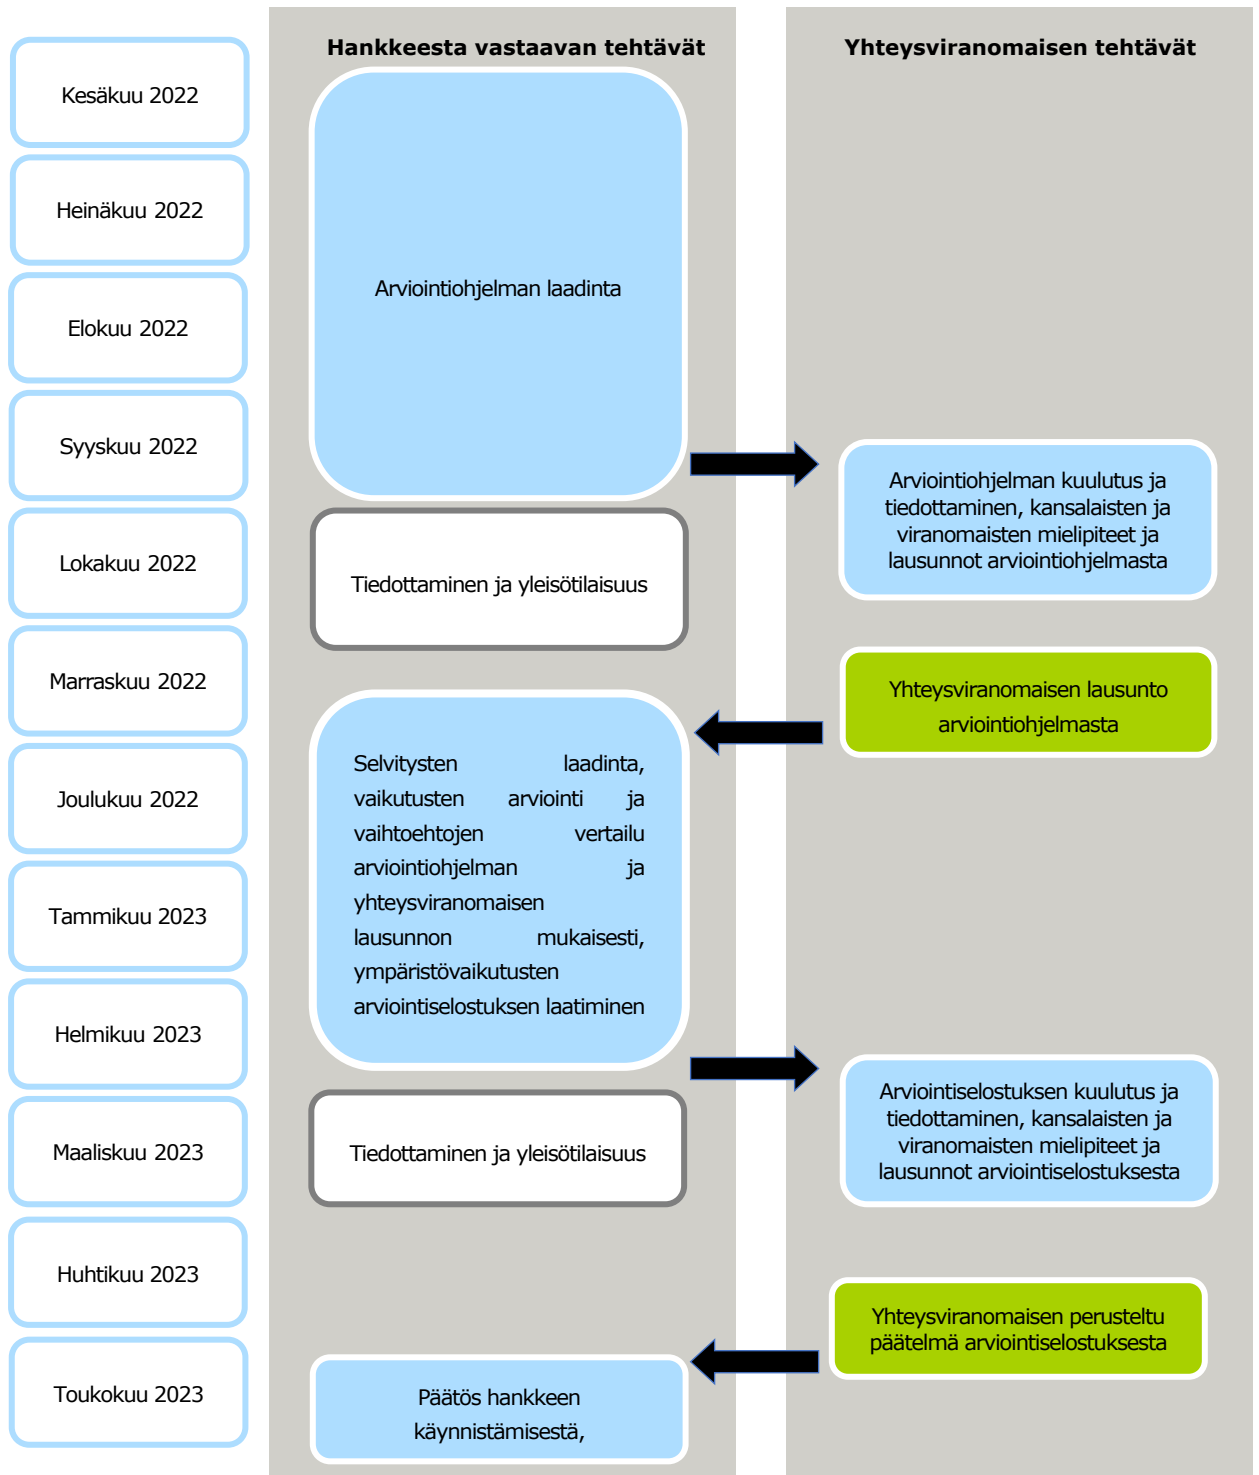 Hankkeesta vastaavan tehtävät
Yhteysviranomaisen tehtävät
Kesäkuu 2022
Heinäkuu 2022
Elokuu 2022
Syyskuu 2022
Lokakuu 2022
Marraskuu 2022
Joulukuu 2022
Tammikuu 2023
Helmikuu 2023
Maaliskuu 2023
Huhtikuu 2023
Toukokuu 2023
Arviointiohjelman laadinta
Tiedottaminen ja yleisötilaisuus
Selvitysten laadinta,
vaikutusten arviointi ja
vaihtoehtojen vertailu
arviointiohjelman ja
yhteysviranomaisen
lausunnon mukaisesti,
ympäristövaikutusten
arviointiselostuksen laatiminen
Tiedottaminen ja yleisötilaisuus
Päätös hankkeen
käynnistämisestä,
Arviointiohjelman kuulutus ja
tiedottaminen, kansalaisten ja
viranomaisten mielipiteet ja
lausunnot arviointiohjelmasta
Yhteysviranomaisen lausunto
arviointiohjelmasta
Arviointiselostuksen kuulutus ja
tiedottaminen, kansalaisten ja
viranomaisten mielipiteet ja
lausunnot arviointiselostuksesta
Yhteysviranomaisen perusteltu
päätelmä arviointiselostuksesta